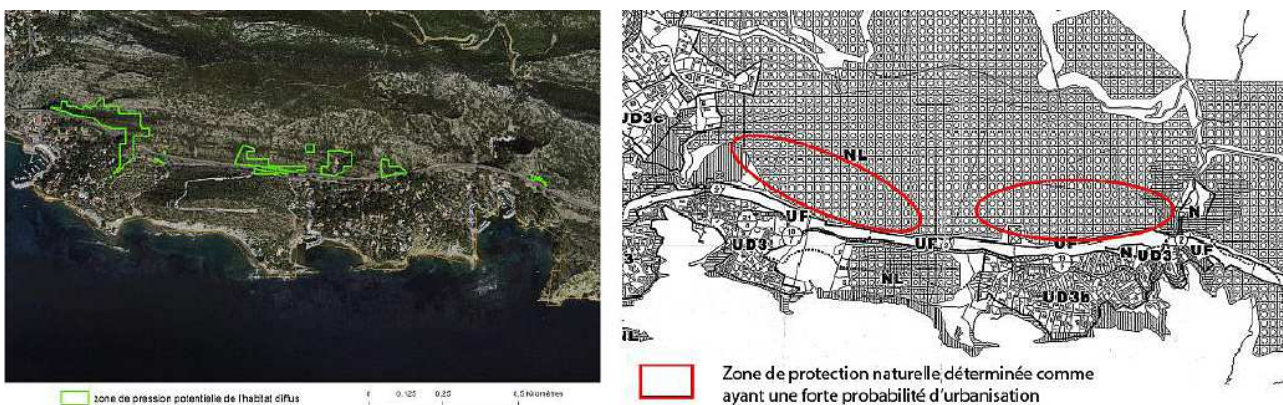 zone de pression potentielle de l'habitat diffus
0 0,125 0,25 0,5 Kilomètres
UD3c
NL
UF
UD3
UF
UF
N
N
UD3
UF
NL
UD3b
Zone de protection naturelle déterminée comme
ayant une forte probabilité d'urbanisation